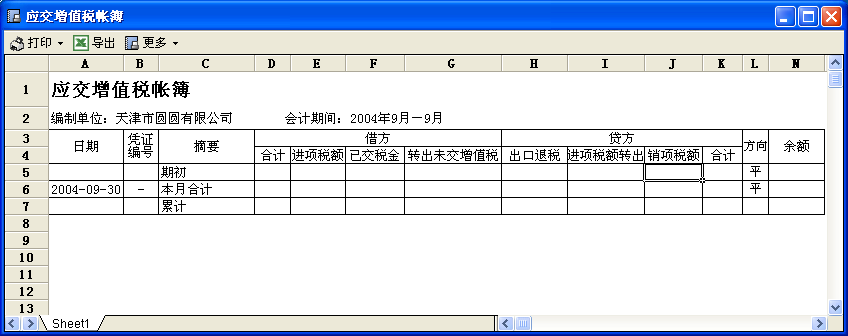 应交增值税帐簿
打印 导出 更多
A B C D E F G H I J K L N
1 应交增值税帐簿
2 编制单位：天津市圆圆有限公司 会计期间：2004年9月－9月
3 日期 凭证编号 摘要 借方 贷方 方向 余额
4 合计 进项税额 已交税金 转出未交增值税 出口退税 进项税额转出 销项税额 合计
5 期初 平
6 2004-09-30 - 本月合计 平
7 累计
8
9
10
11
12
13
Sheet1